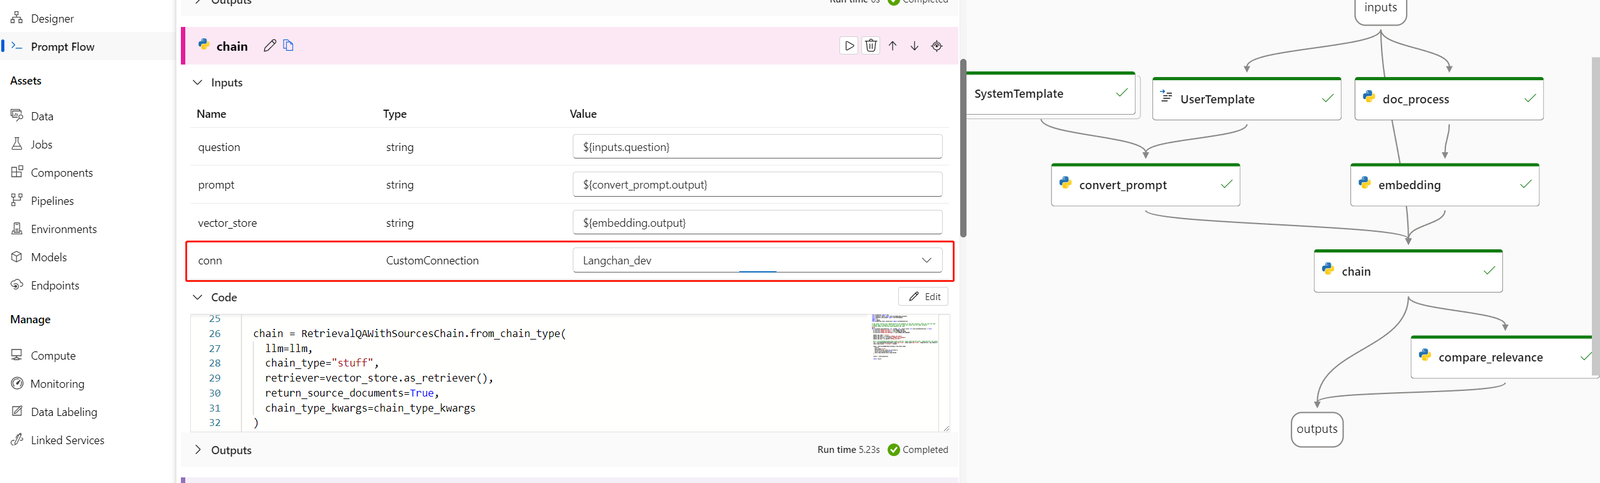 Designer
Prompt Flow
Assets
Data
Jobs
Components
Pipelines
Environments
Models
Endpoints
Manage
Compute
Monitoring
Data Labeling
Linked Services
Outputs
Run time 6s Completed
chain
Inputs
Name Type Value
question string ${inputs.question}
prompt string ${convert_prompt.output}
vector_store string ${embedding.output}
conn CustomConnection Langchan_dev
Code Edit
25
26 chain = RetrievalQAWithSourcesChain.from_chain_type(
27 llm=llm,
28 chain_type="stuff",
29 retriever=vector_store.as_retriever(),
30 return_source_documents=True,
31 chain_type_kwargs=chain_type_kwargs
32 )
Outputs Run time 5.23s Completed
inputs
SystemTemplate
UserTemplate
doc_process
convert_prompt
embedding
chain
compare_relevance
outputs